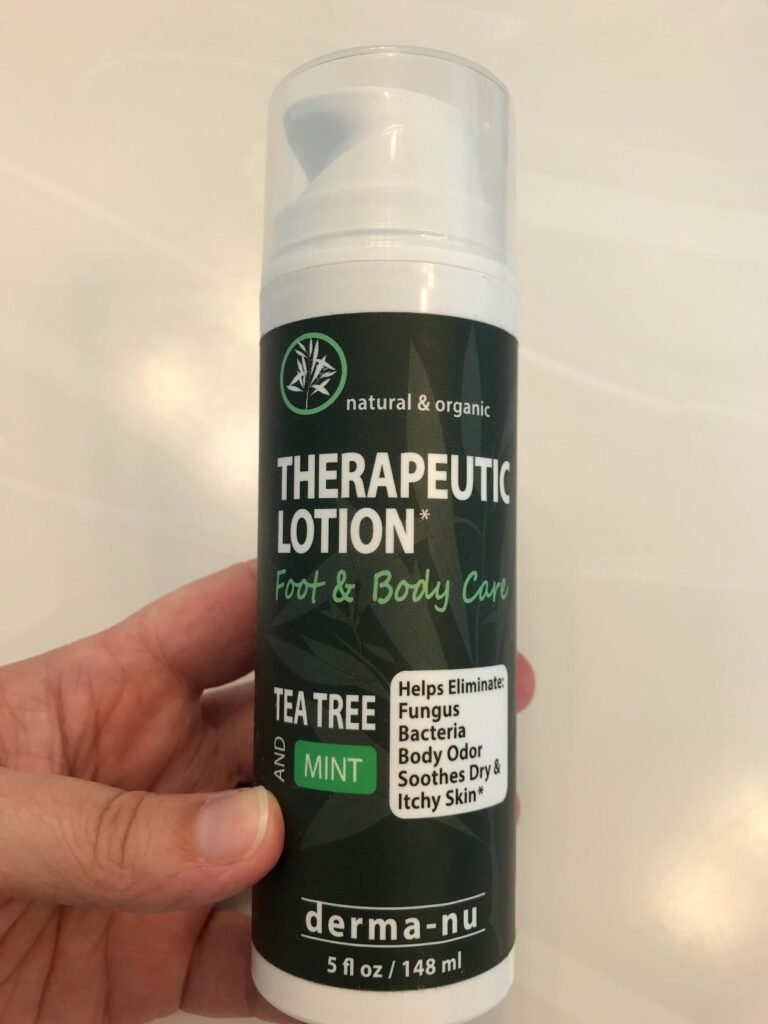 natural & organic
THERAPEUTIC
LOTION*
Foot & Body Care
TEA TREE
AND MINT
Helps Eliminate:
Fungus
Bacteria
Body Odor
Soothes Dry &
Itchy Skin*
derma-nu
5 fl oz / 148 ml